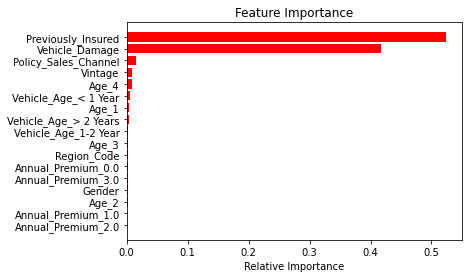 Feature Importance
Previously_Insured
Vehicle_Damage
Policy_Sales_Channel
Vintage
Age_4
Vehicle_Age_< 1 Year
Age_1
Vehicle_Age_> 2 Years
Vehicle_Age_1-2 Year
Age_3
Region_Code
Annual_Premium_0.0
Annual_Premium_3.0
Gender
Age_2
Annual_Premium_1.0
Annual_Premium_2.0
0.0 0.1 0.2 0.3 0.4 0.5
Relative Importance